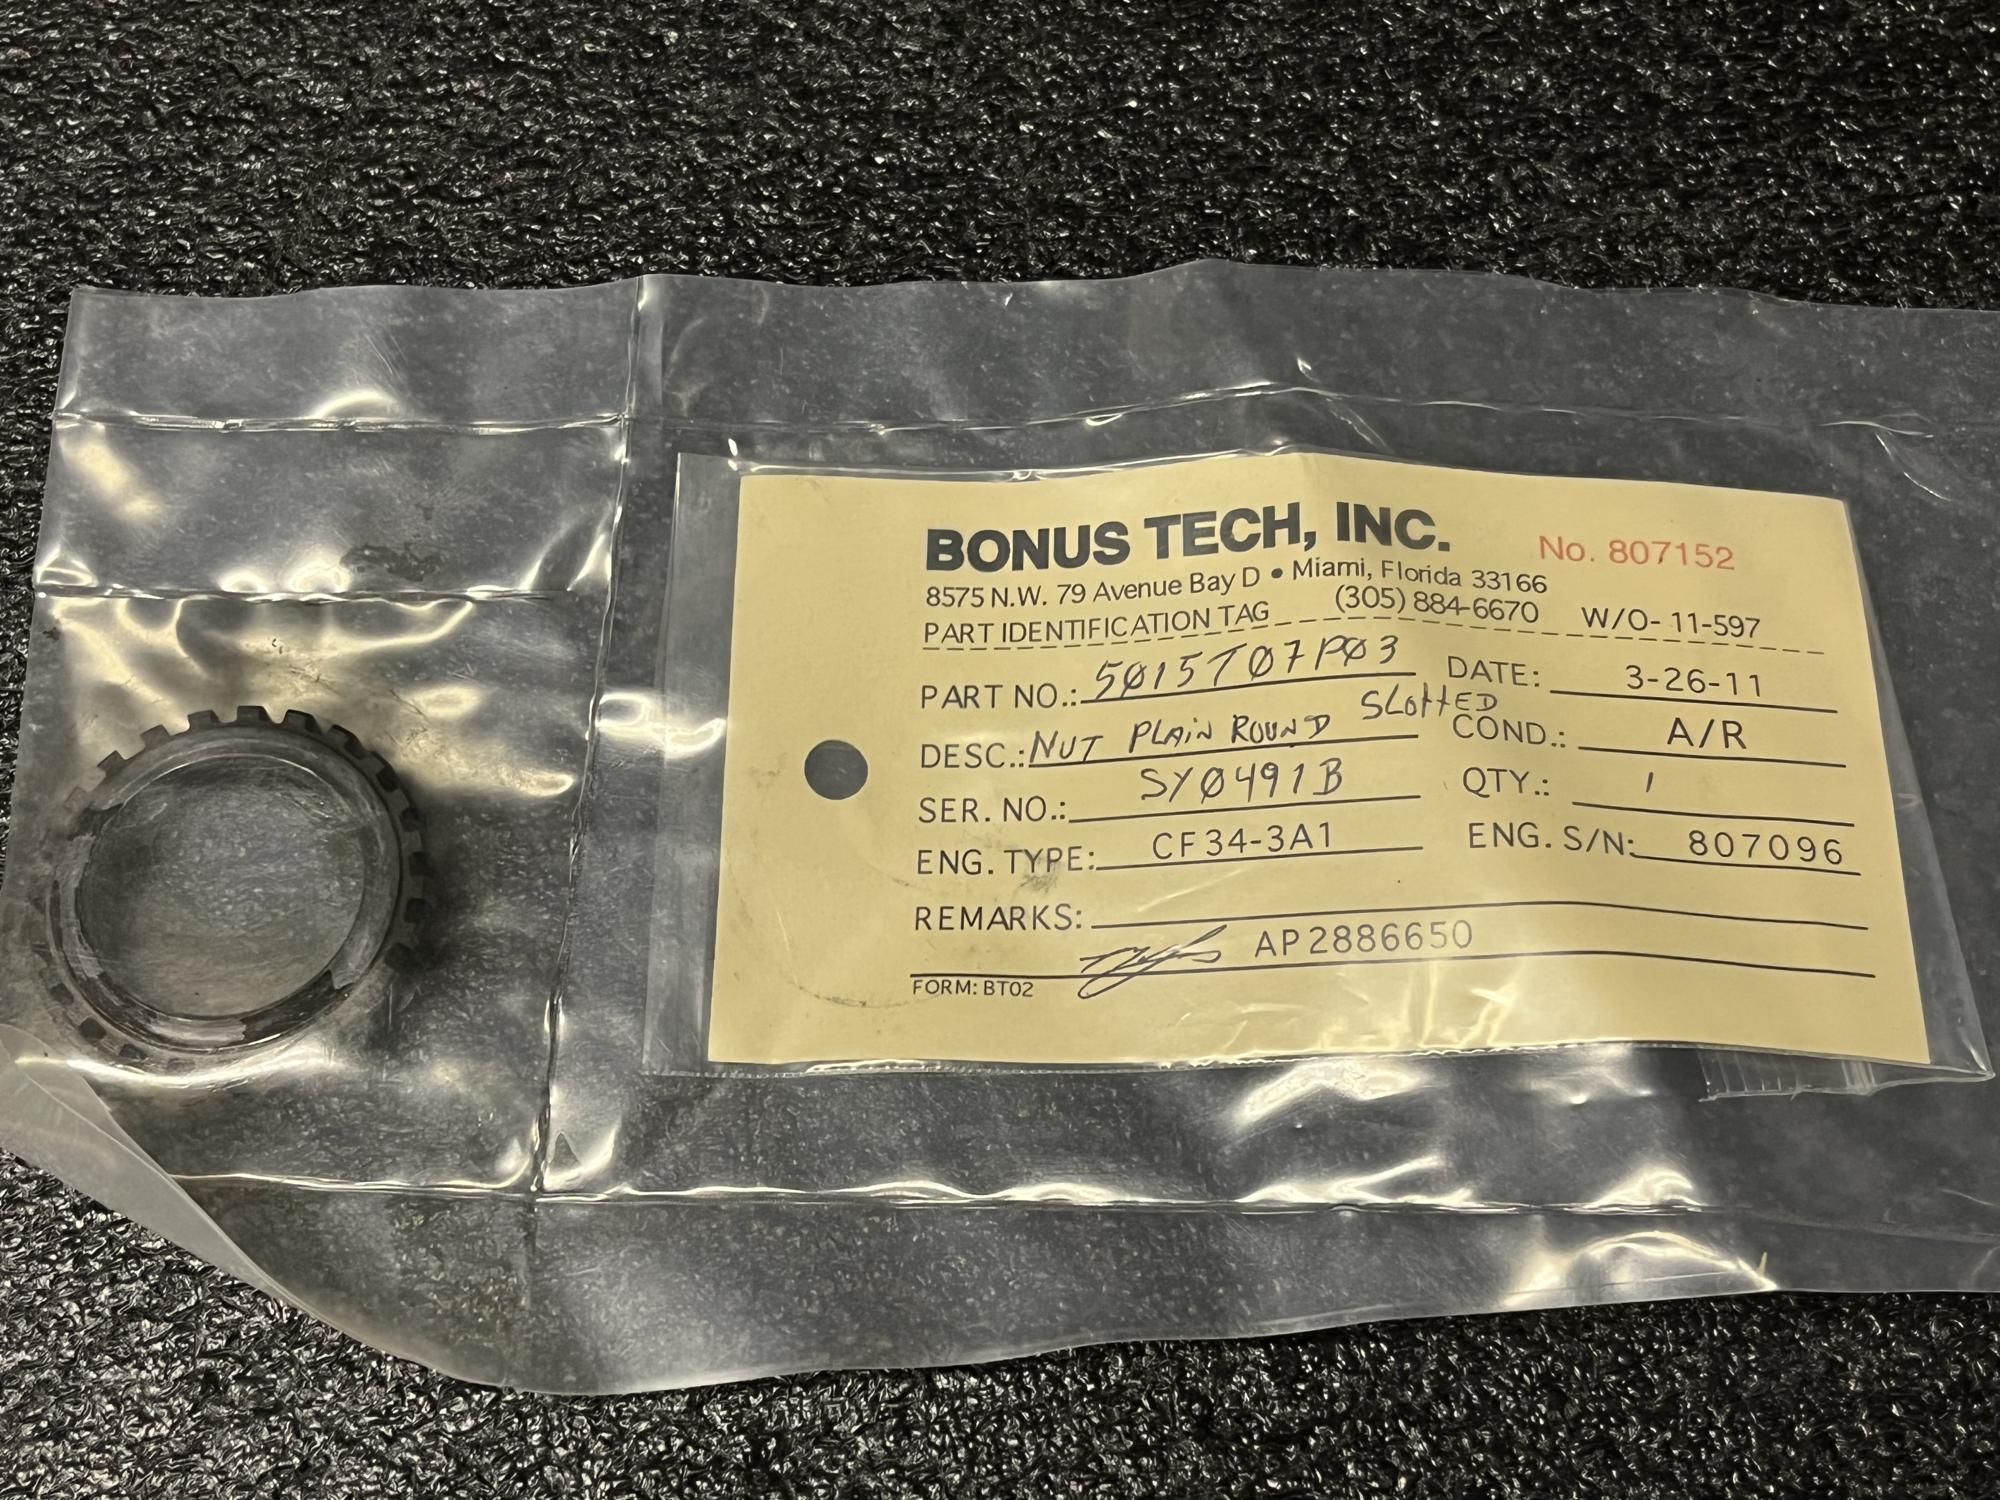 BONUS TECH, INC. No. 807152
8575 N.W. 79 Avenue Bay D • Miami, Florida 33166
PART IDENTIFICATION TAG (305) 884-6670 W/O- 11-597
PART NO.: 5Ø15TØ7PØ3 DATE: 3-26-11
DESC.: NUT PLAIN ROUND SLOTTED COND.: A/R
SER. NO.: SYØ491B QTY.: 1
ENG. TYPE: CF34-3A1 ENG. S/N: 807096
REMARKS:
AP2886650
FORM: BT02